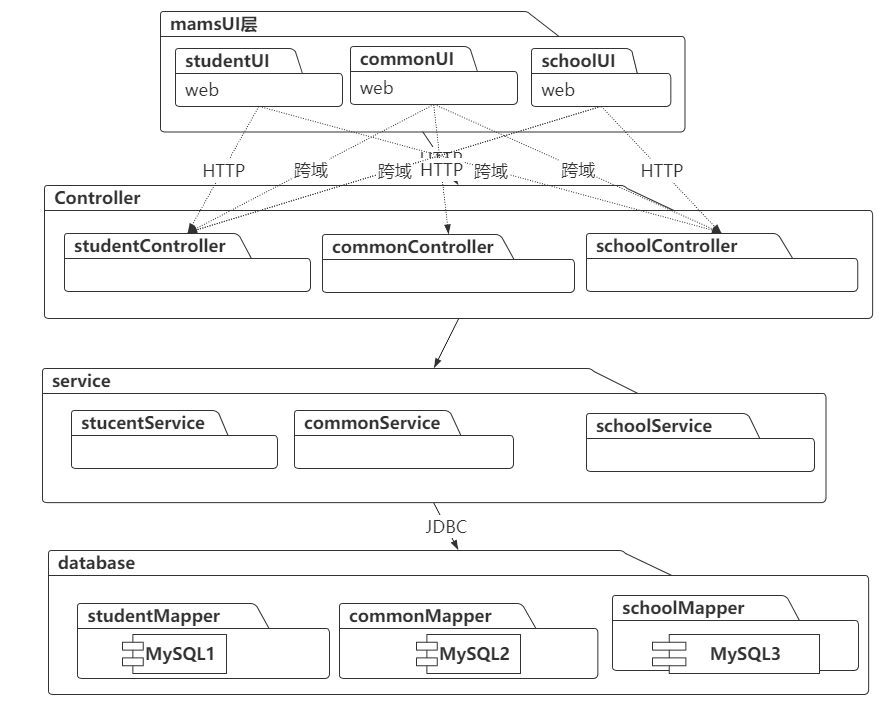 mamsUI层
studentUI
commonUI
schoolUI
web
web
web
HTTP
HTTP
跨域
跨域
HTTP
跨域
跨域
HTTP
Controller
studentController
commonController
schoolController
service
stucentService
commonService
schoolService
JDBC
database
studentMapper
commonMapper
schoolMapper
MySQL1
MySQL2
MySQL3